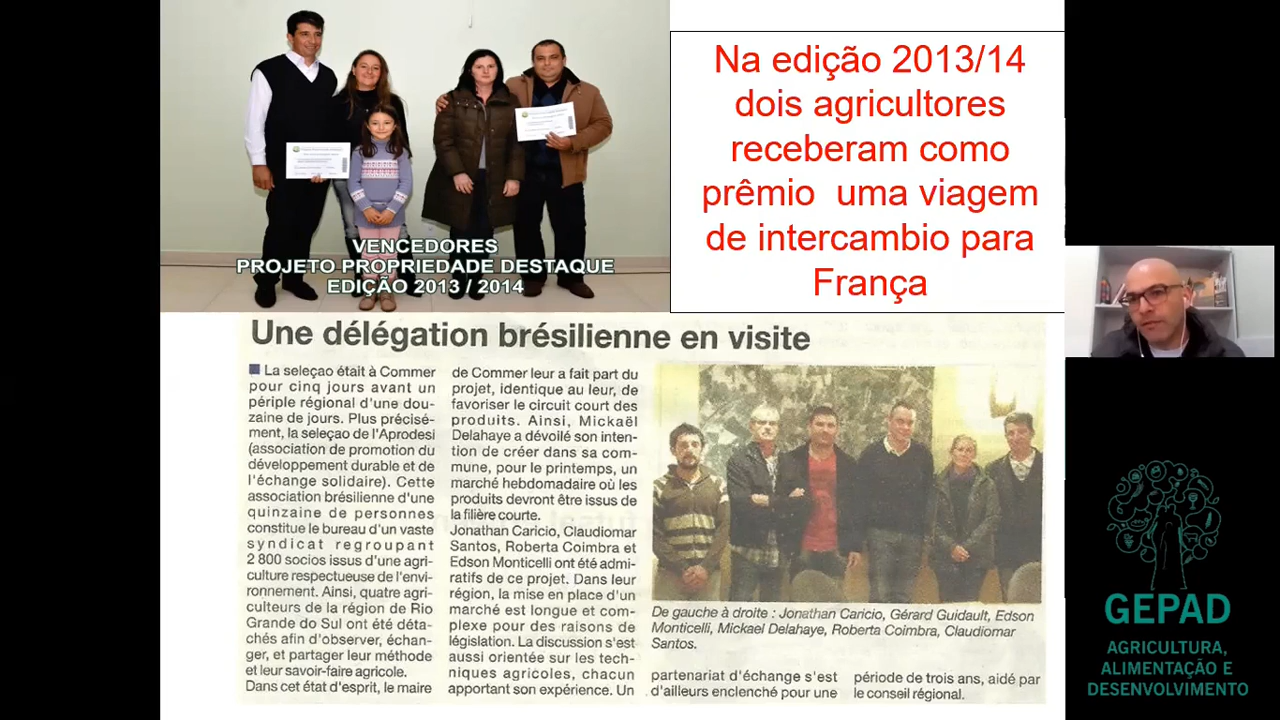 VENCEDORES
PROJETO PROPRIEDADE DESTAQUE
EDIÇÃO 2013 / 2014
Na edição 2013/14
dois agricultores
receberam como
prêmio uma viagem
de intercambio para
França
Une délégation brésilienne en visite
La seleçao était à Commer
pour cinq jours avant un
périple régional d'une dou-
zaine de jours. Plus précisé-
ment, la seleçao de l'Aprodesi
(association de promotion du
développement durable et de
l'échange solidaire). Cette
association brésilienne d'une
quinzaine de personnes
constitue le bureau d'un vaste
syndicat regroupant
2 800 socios issus d'une agri-
culture respectueuse de l'envi-
ronnement. Ainsi, quatre agri-
culteurs de la région de Rio
Grande do Sul ont été déta-
chés afin d'observer, échan-
ger, et partager leur méthode
et leur savoir-faire agricole.
Dans cet état d'esprit, le maire
de Commer leur a fait part du
projet, identique au leur, de
favoriser le circuit court des
produits. Ainsi, Mickaël
Delahaye a dévoilé son inten-
tion de créer dans sa com-
mune, pour le printemps, un
marché hebdomadaire où les
produits devront être issus de
la filière courte.
Jonathan Caricio, Claudiomar
Santos, Roberta Coimbra et
Edson Monticelli ont été admi-
ratifs de ce projet. Dans leur
région, la mise en place d'un
marché est longue et com-
plexe pour des raisons de
législation. La discussion s'est
aussi orientée sur les tech-
niques agricoles, chacun
apportant son expérience. Un
De gauche à droite : Jonathan Caricio, Gérard Guidault, Edson
Monticelli, Mickael Delahaye, Roberta Coimbra, Claudiomar
Santos.
partenariat d'échange s'est
d'ailleurs enclenché pour une
période de trois ans, aidé par
le conseil régional.
GEPAD
AGRICULTURA,
ALIMENTAÇÃO E
DESENVOLVIMENTO